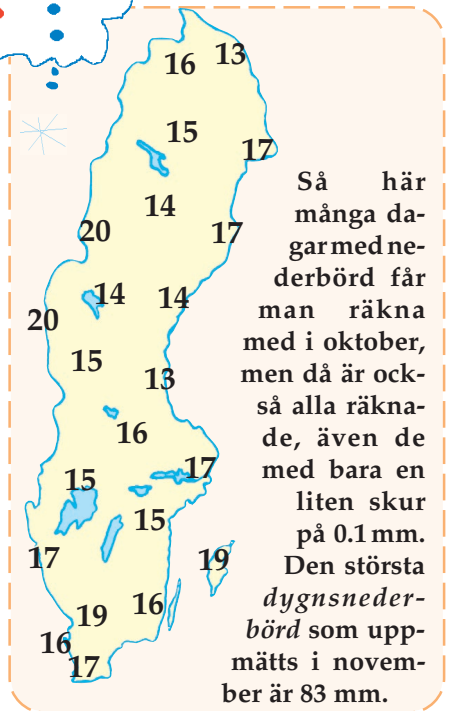 16 13
15
17
14
20 17
14 14
20
15
13
16
15 17
15
17 19
19 16
16
17
Så här
många da-
gar med ne-
derbörd får
man räkna
med i oktober,
men då är ock-
så alla räkna-
de, även de
med bara en
liten skur
på 0.1 mm.
Den största
dygnsneder-
börd som upp-
mätts i novem-
ber är 83 mm.